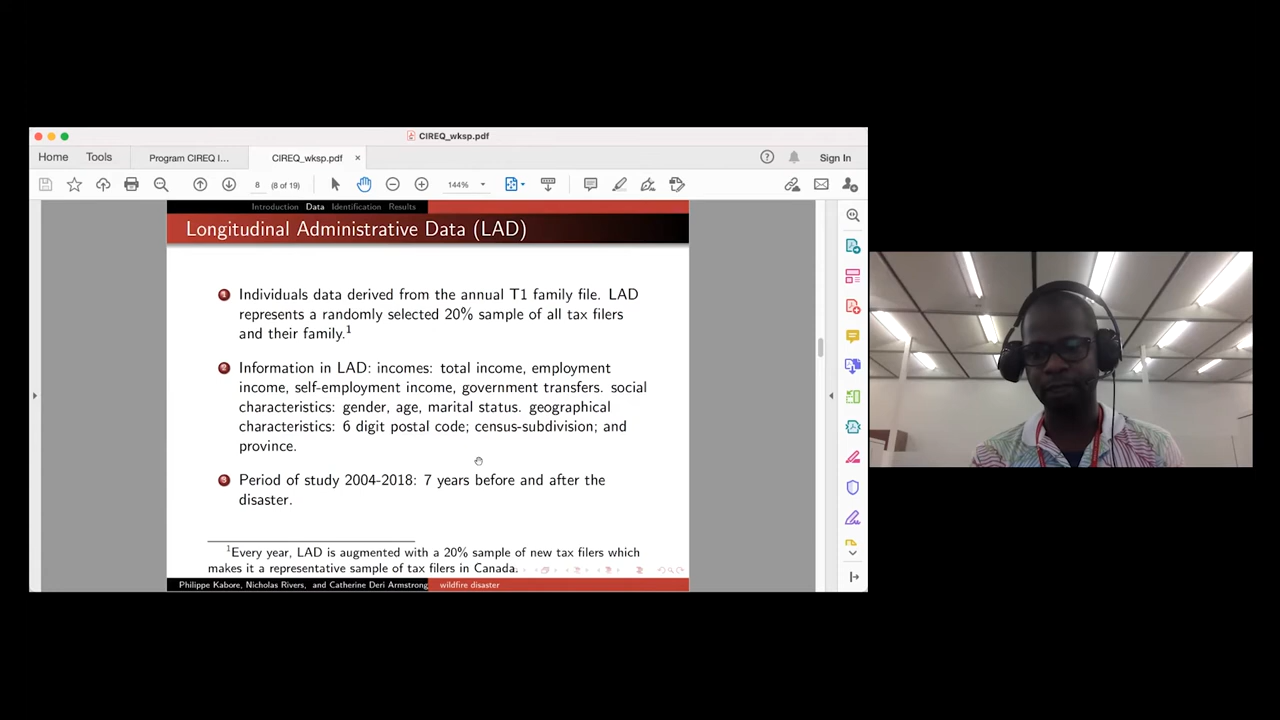 CIREQ_wksp.pdf
Home Tools Program CIREQ I... CIREQ_wksp.pdf × ? Sign In
8 (8 of 19) 144%
Introduction Data Identification Results
Longitudinal Administrative Data (LAD)
1 Individuals data derived from the annual T1 family file. LAD
represents a randomly selected 20% sample of all tax filers
and their family.1
2 Information in LAD: incomes: total income, employment
income, self-employment income, government transfers. social
characteristics: gender, age, marital status. geographical
characteristics: 6 digit postal code; census-subdivision; and
province.
3 Period of study 2004-2018: 7 years before and after the
disaster.
1Every year, LAD is augmented with a 20% sample of new tax filers which
makes it a representative sample of tax filers in Canada.
Philippe Kabore, Nicholas Rivers, and Catherine Deri Armstrong wildfire disaster